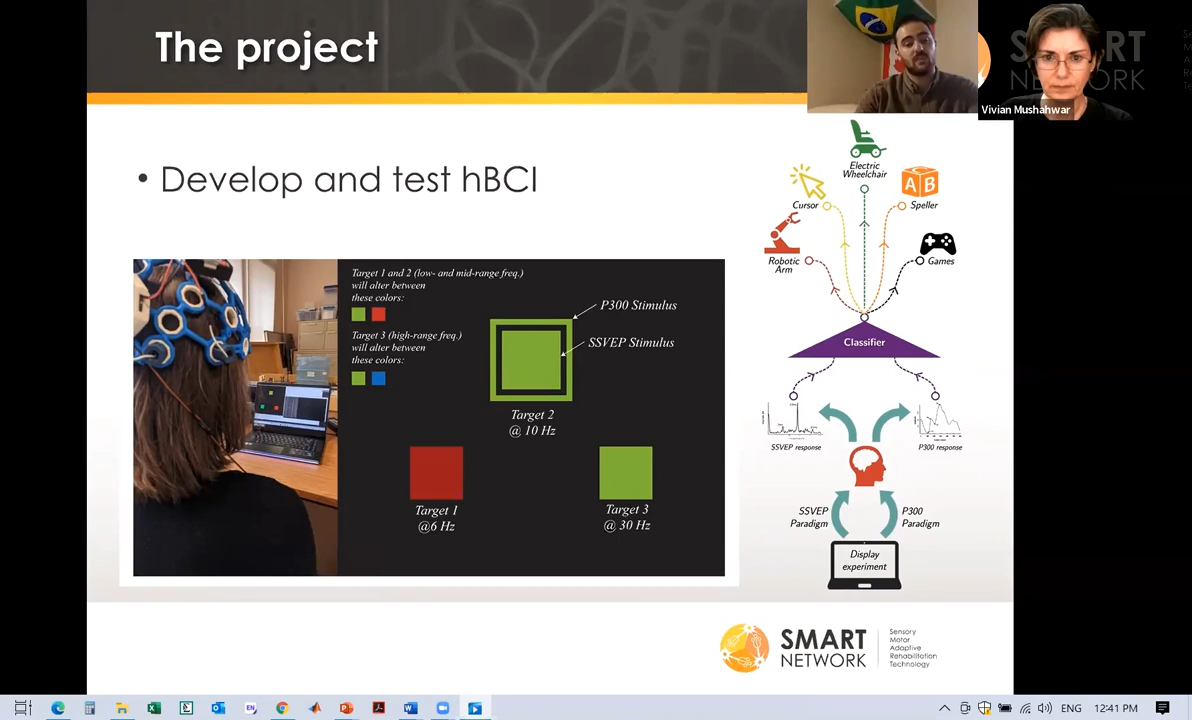 The project
SMART
NETWORK
Vivian Mushahwar
• Develop and test hBCI
Target 1 and 2 (low- and mid-range freq.)
will alter between
these colors:
Target 3 (high-range freq.)
will alter between
these colors:
P300 Stimulus
SSVEP Stimulus
Target 2
@ 10 Hz
Target 1
@6 Hz
Target 3
@ 30 Hz
Electric
Wheelchair
Cursor
A B
Speller
Robotic
Arm
Games
Classifier
SSVEP response
P300 response
SSVEP
Paradigm
P300
Paradigm
Display
experiment
SMART
NETWORK
Sensory
Motor
Adaptive
Rehabilitation
Technology
EN
ENG
12:41 PM